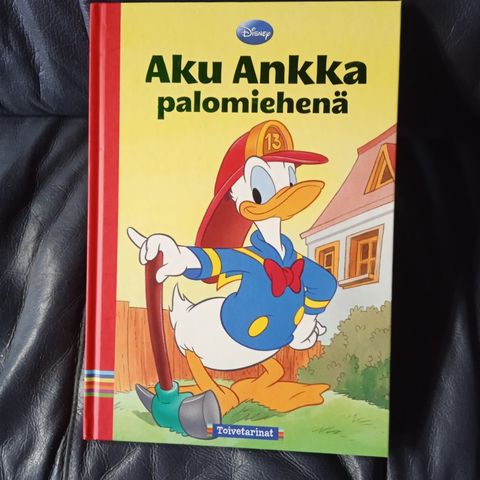 Disney
Aku Ankka
palomiehenä
13
Toivetarinat